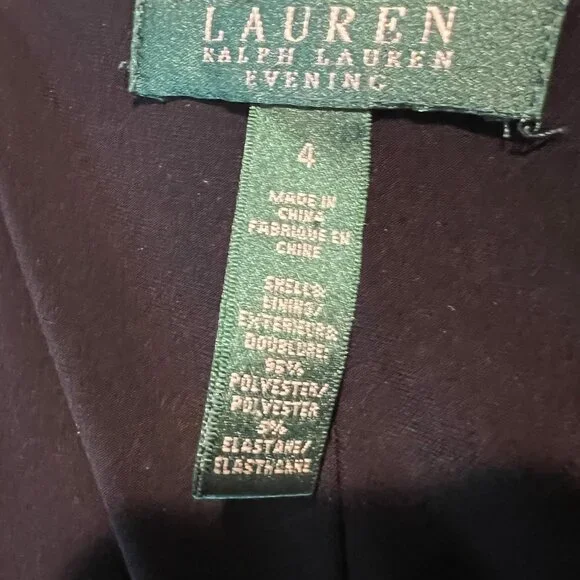 LAUREN
RALPH LAUREN
EVENING
4
MADE IN
CHINA
FABRIQUE EN
CHINE
SHELL&
LINING/
EXTERIEUR&
DOUBLURE:
95%
POLYESTER/
POLYESTER
5%
ELASTANE/
ELASTHANNE